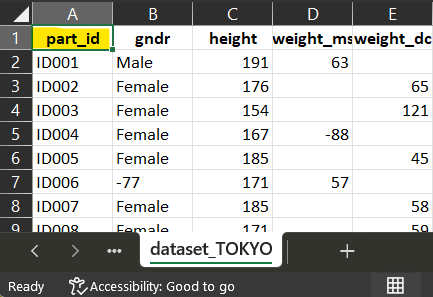 A B C D E
1 part_id gndr height weight_ms weight_dc
2 ID001 Male 191 63
3 ID002 Female 176 65
4 ID003 Female 154 121
5 ID004 Female 167 -88
6 ID005 Female 185 45
7 ID006 -77 171 57
8 ID007 Female 185 58
9 ID008 Female 171 59
dataset_TOKYO
Ready Accessibility: Good to go